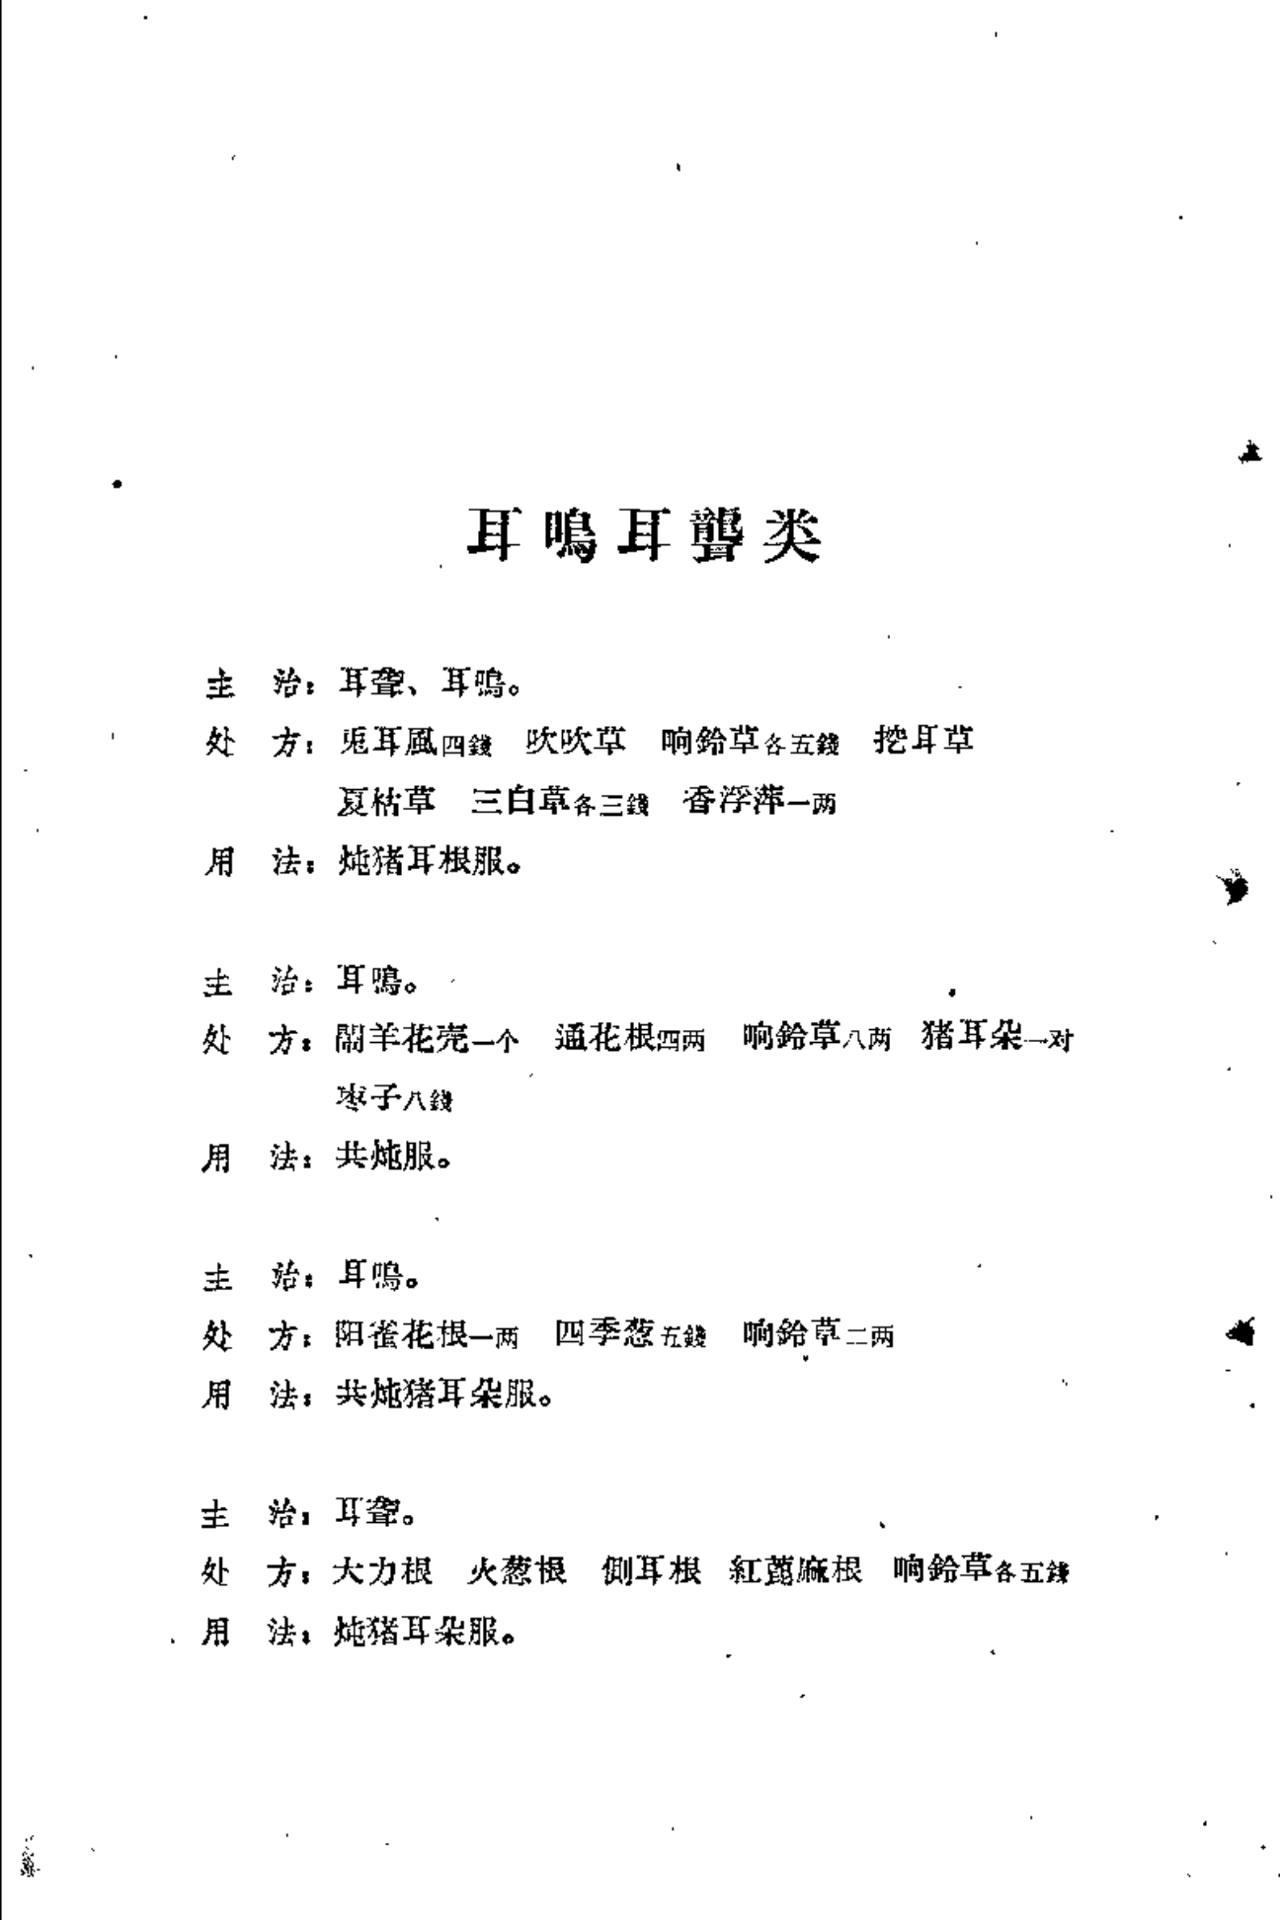 耳鳴耳聾类
主　治：耳聾、耳鳴。
处　方：兎耳風四錢　吹吹草　响鈴草各五錢　挖耳草
夏枯草　三白草各三錢　香浮萍一两
用　法：炖猪耳根服。
主　治：耳鳴。
处　方：鬧羊花壳一个　通花根四两　响鈴草八两　猪耳朵一对
枣子八錢
用　法：共炖服。
主　治：耳鳴。
处　方：阳雀花根一两　四季葱五錢　响鈴草二两
用　法：共炖猪耳朵服。
主　治：耳聾。
处　方：大力根　火葱根　側耳根　紅蓖麻根　响鈴草各五錢
用　法：炖猪耳朵服。